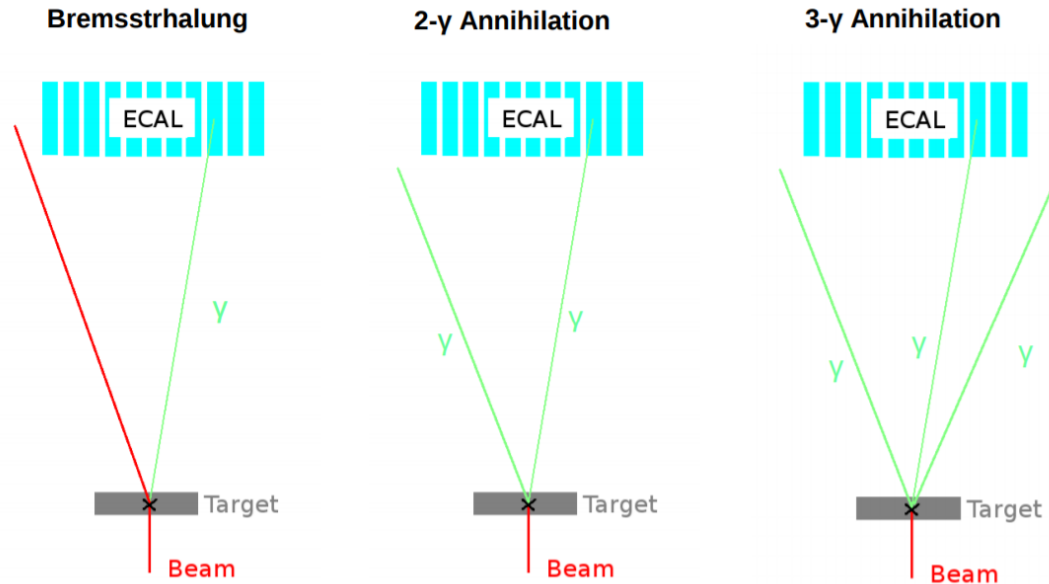 Bremsstrhalung
2-γ Annihilation
3-γ Annihilation
ECAL
ECAL
ECAL
γ
γ
γ
γ
γ
γ
Target
Target
Target
Beam
Beam
Beam